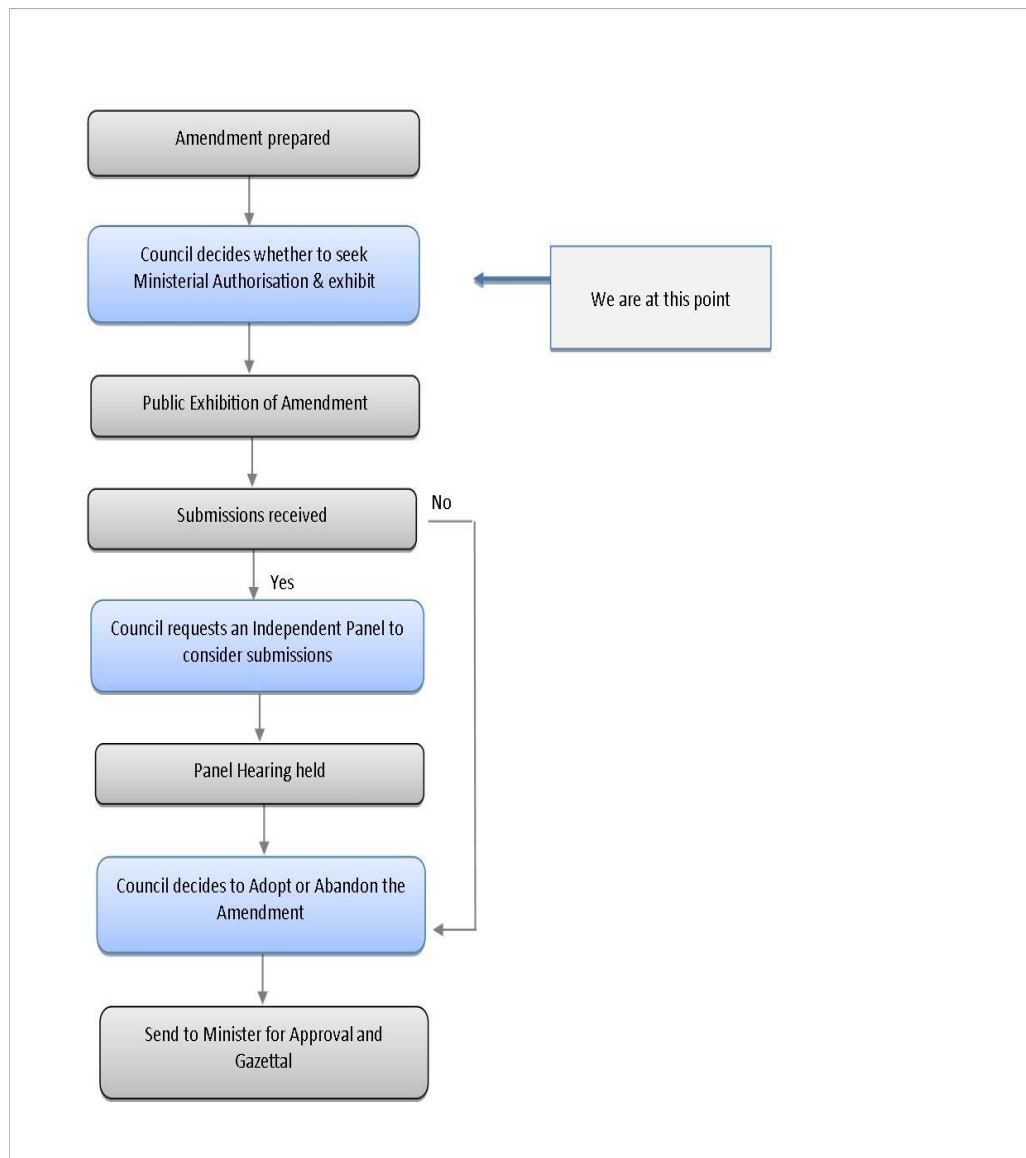 Amendment prepared
Council decides whether to seek
Ministerial Authorisation & exhibit
We are at this point
Public Exhibition of Amendment
Submissions received
No
Yes
Council requests an Independent Panel to
consider submissions
Panel Hearing held
Council decides to Adopt or Abandon the
Amendment
Send to Minister for Approval and
Gazettal